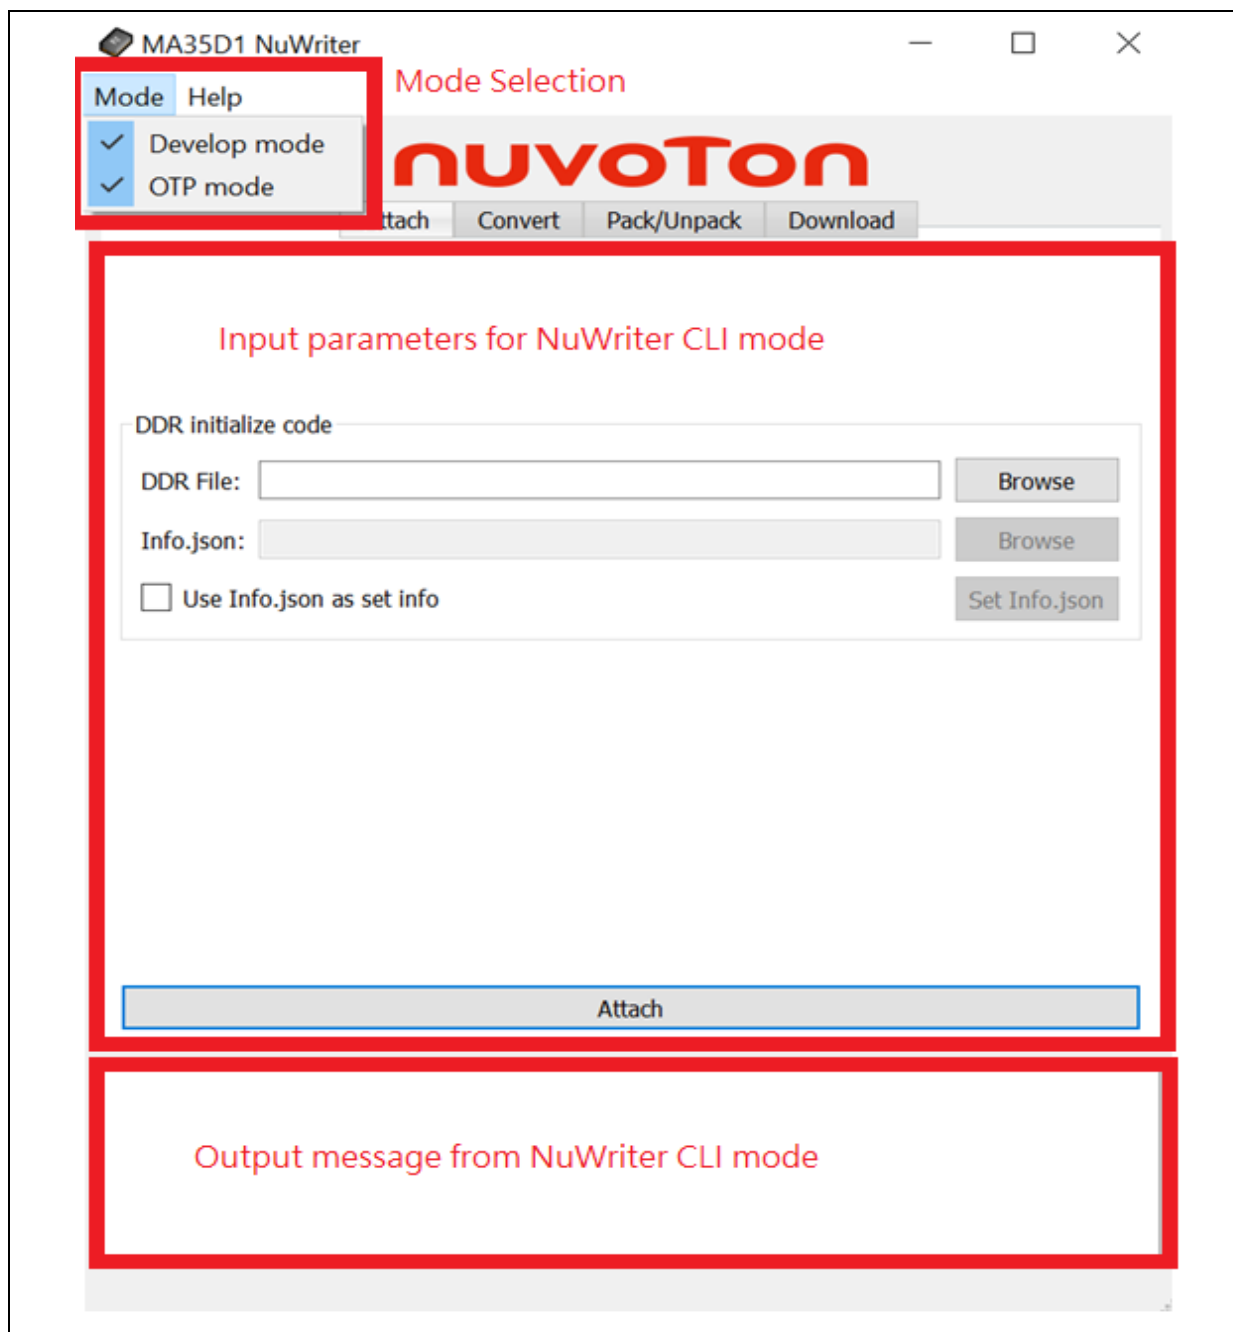 MA35D1 NuWriter
Mode Selection
Mode Help
Develop mode
OTP mode
nuvoTon
ttach Convert Pack/Unpack Download
Input parameters for NuWriter CLI mode
DDR initialize code
DDR File: Browse
Info.json: Browse
Use Info.json as set info Set Info.json
Attach
Output message from NuWriter CLI mode